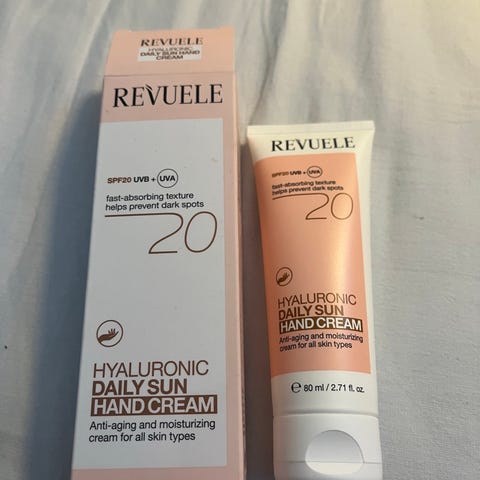 REVUELE
HYALURONIC
DAILY SUN HAND
CREAM
REVUELE
SPF20 UVB + UVA
fast-absorbing texture
helps prevent dark spots
20
HYALURONIC
DAILY SUN
HAND CREAM
Anti-aging and moisturizing
cream for all skin types
REVUELE
SPF20 UVB + UVA
fast-absorbing texture
helps prevent dark spots
20
HYALURONIC
DAILY SUN
HAND CREAM
Anti-aging and moisturizing
cream for all skin types
℮ 80 ml / 2.71 fl. oz.